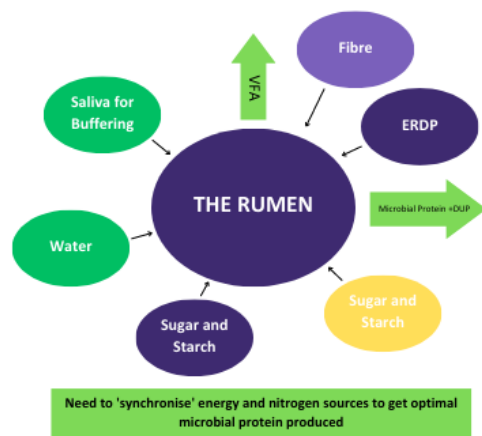 Fibre
VFA
Saliva for
Buffering
ERDP
THE RUMEN
Microbial Protein +DUP
Water
Sugar and
Starch
Sugar and
Starch
Need to 'synchronise' energy and nitrogen sources to get optimal
microbial protein produced